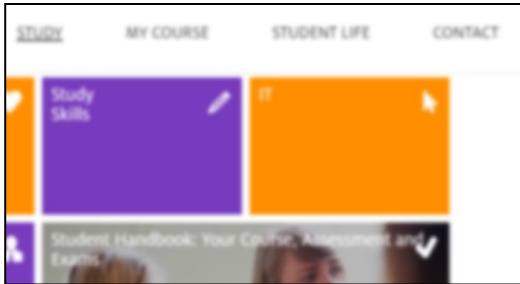 STUDY MY COURSE STUDENT LIFE CONTACT
Study
Skills
IT
Student Handbook: Your Course, Assessment and
Exams